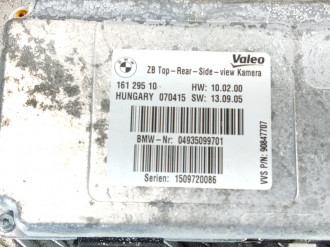 Valeo
ZB Top-Rear-Side-view Kamera
161 295 10 HW: 10.02.00
HUNGARY 070415 SW: 13.09.05
BMW-Nr: 04935099701
Serien: 1509720086
VVS P/N: 90847707